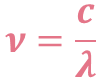 ν = c/λ